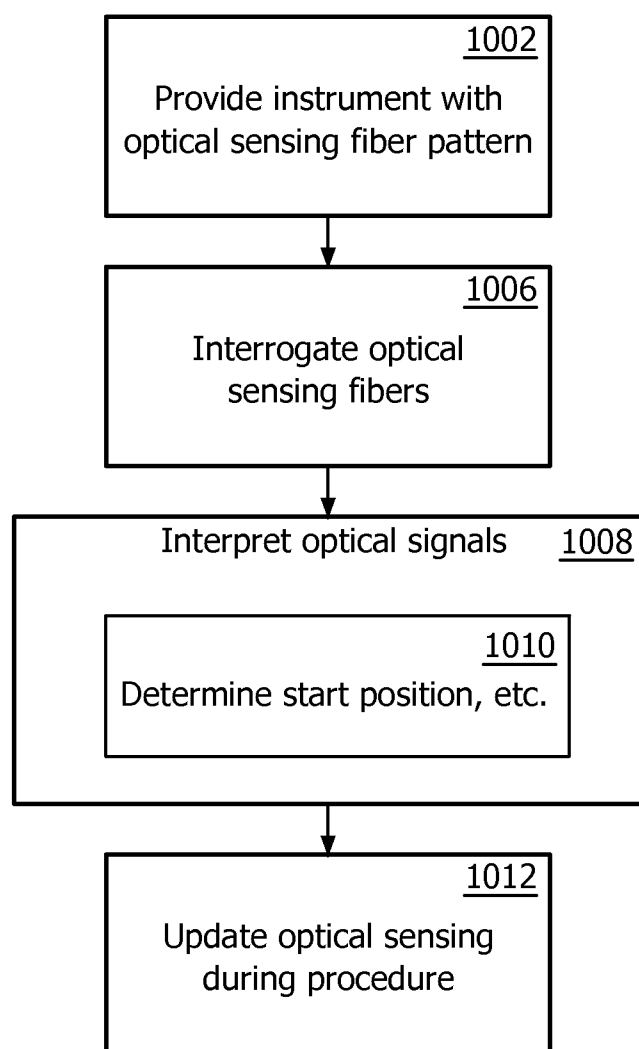 1002
Provide instrument with
optical sensing fiber pattern
1006
Interrogate optical
sensing fibers
Interpret optical signals 1008
1010
Determine start position, etc.
1012
Update optical sensing
during procedure